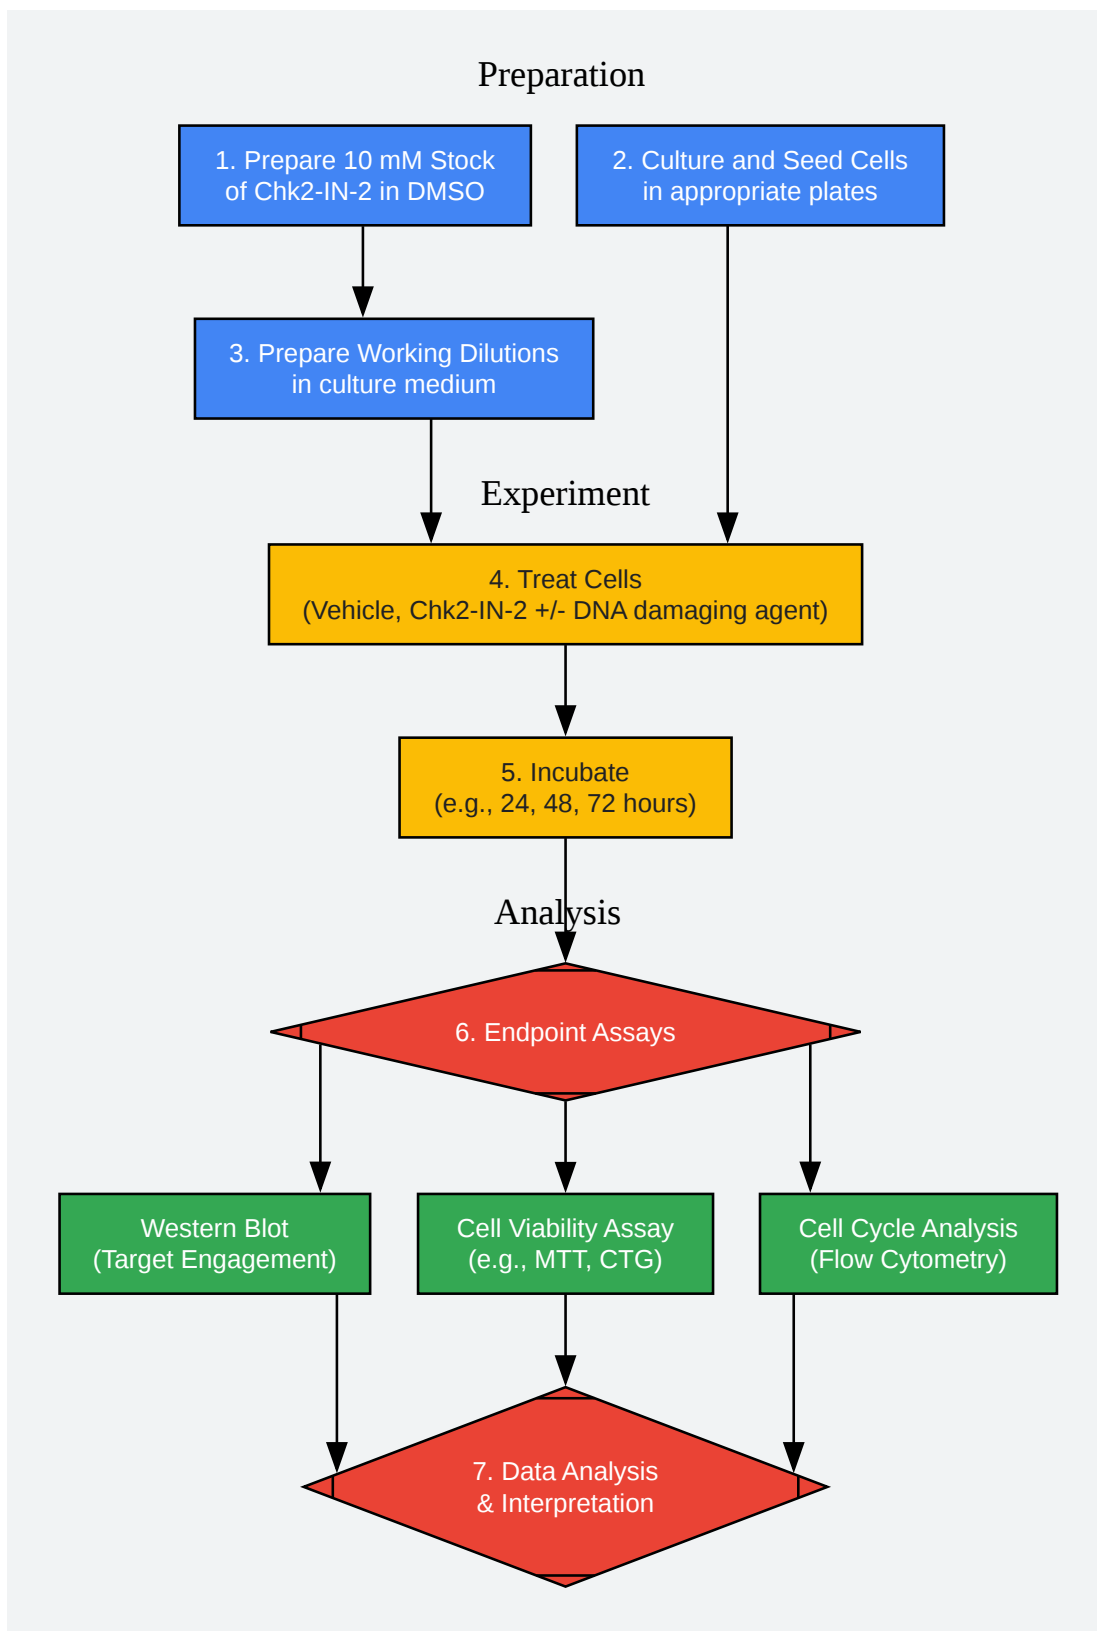 Preparation
1. Prepare 10 mM Stock
of Chk2-IN-2 in DMSO
2. Culture and Seed Cells
in appropriate plates
3. Prepare Working Dilutions
in culture medium
Experiment
4. Treat Cells
(Vehicle, Chk2-IN-2 +/- DNA damaging agent)
5. Incubate
(e.g., 24, 48, 72 hours)
Analysis
6. Endpoint Assays
Western Blot
(Target Engagement)
Cell Viability Assay
(e.g., MTT, CTG)
Cell Cycle Analysis
(Flow Cytometry)
7. Data Analysis
& Interpretation